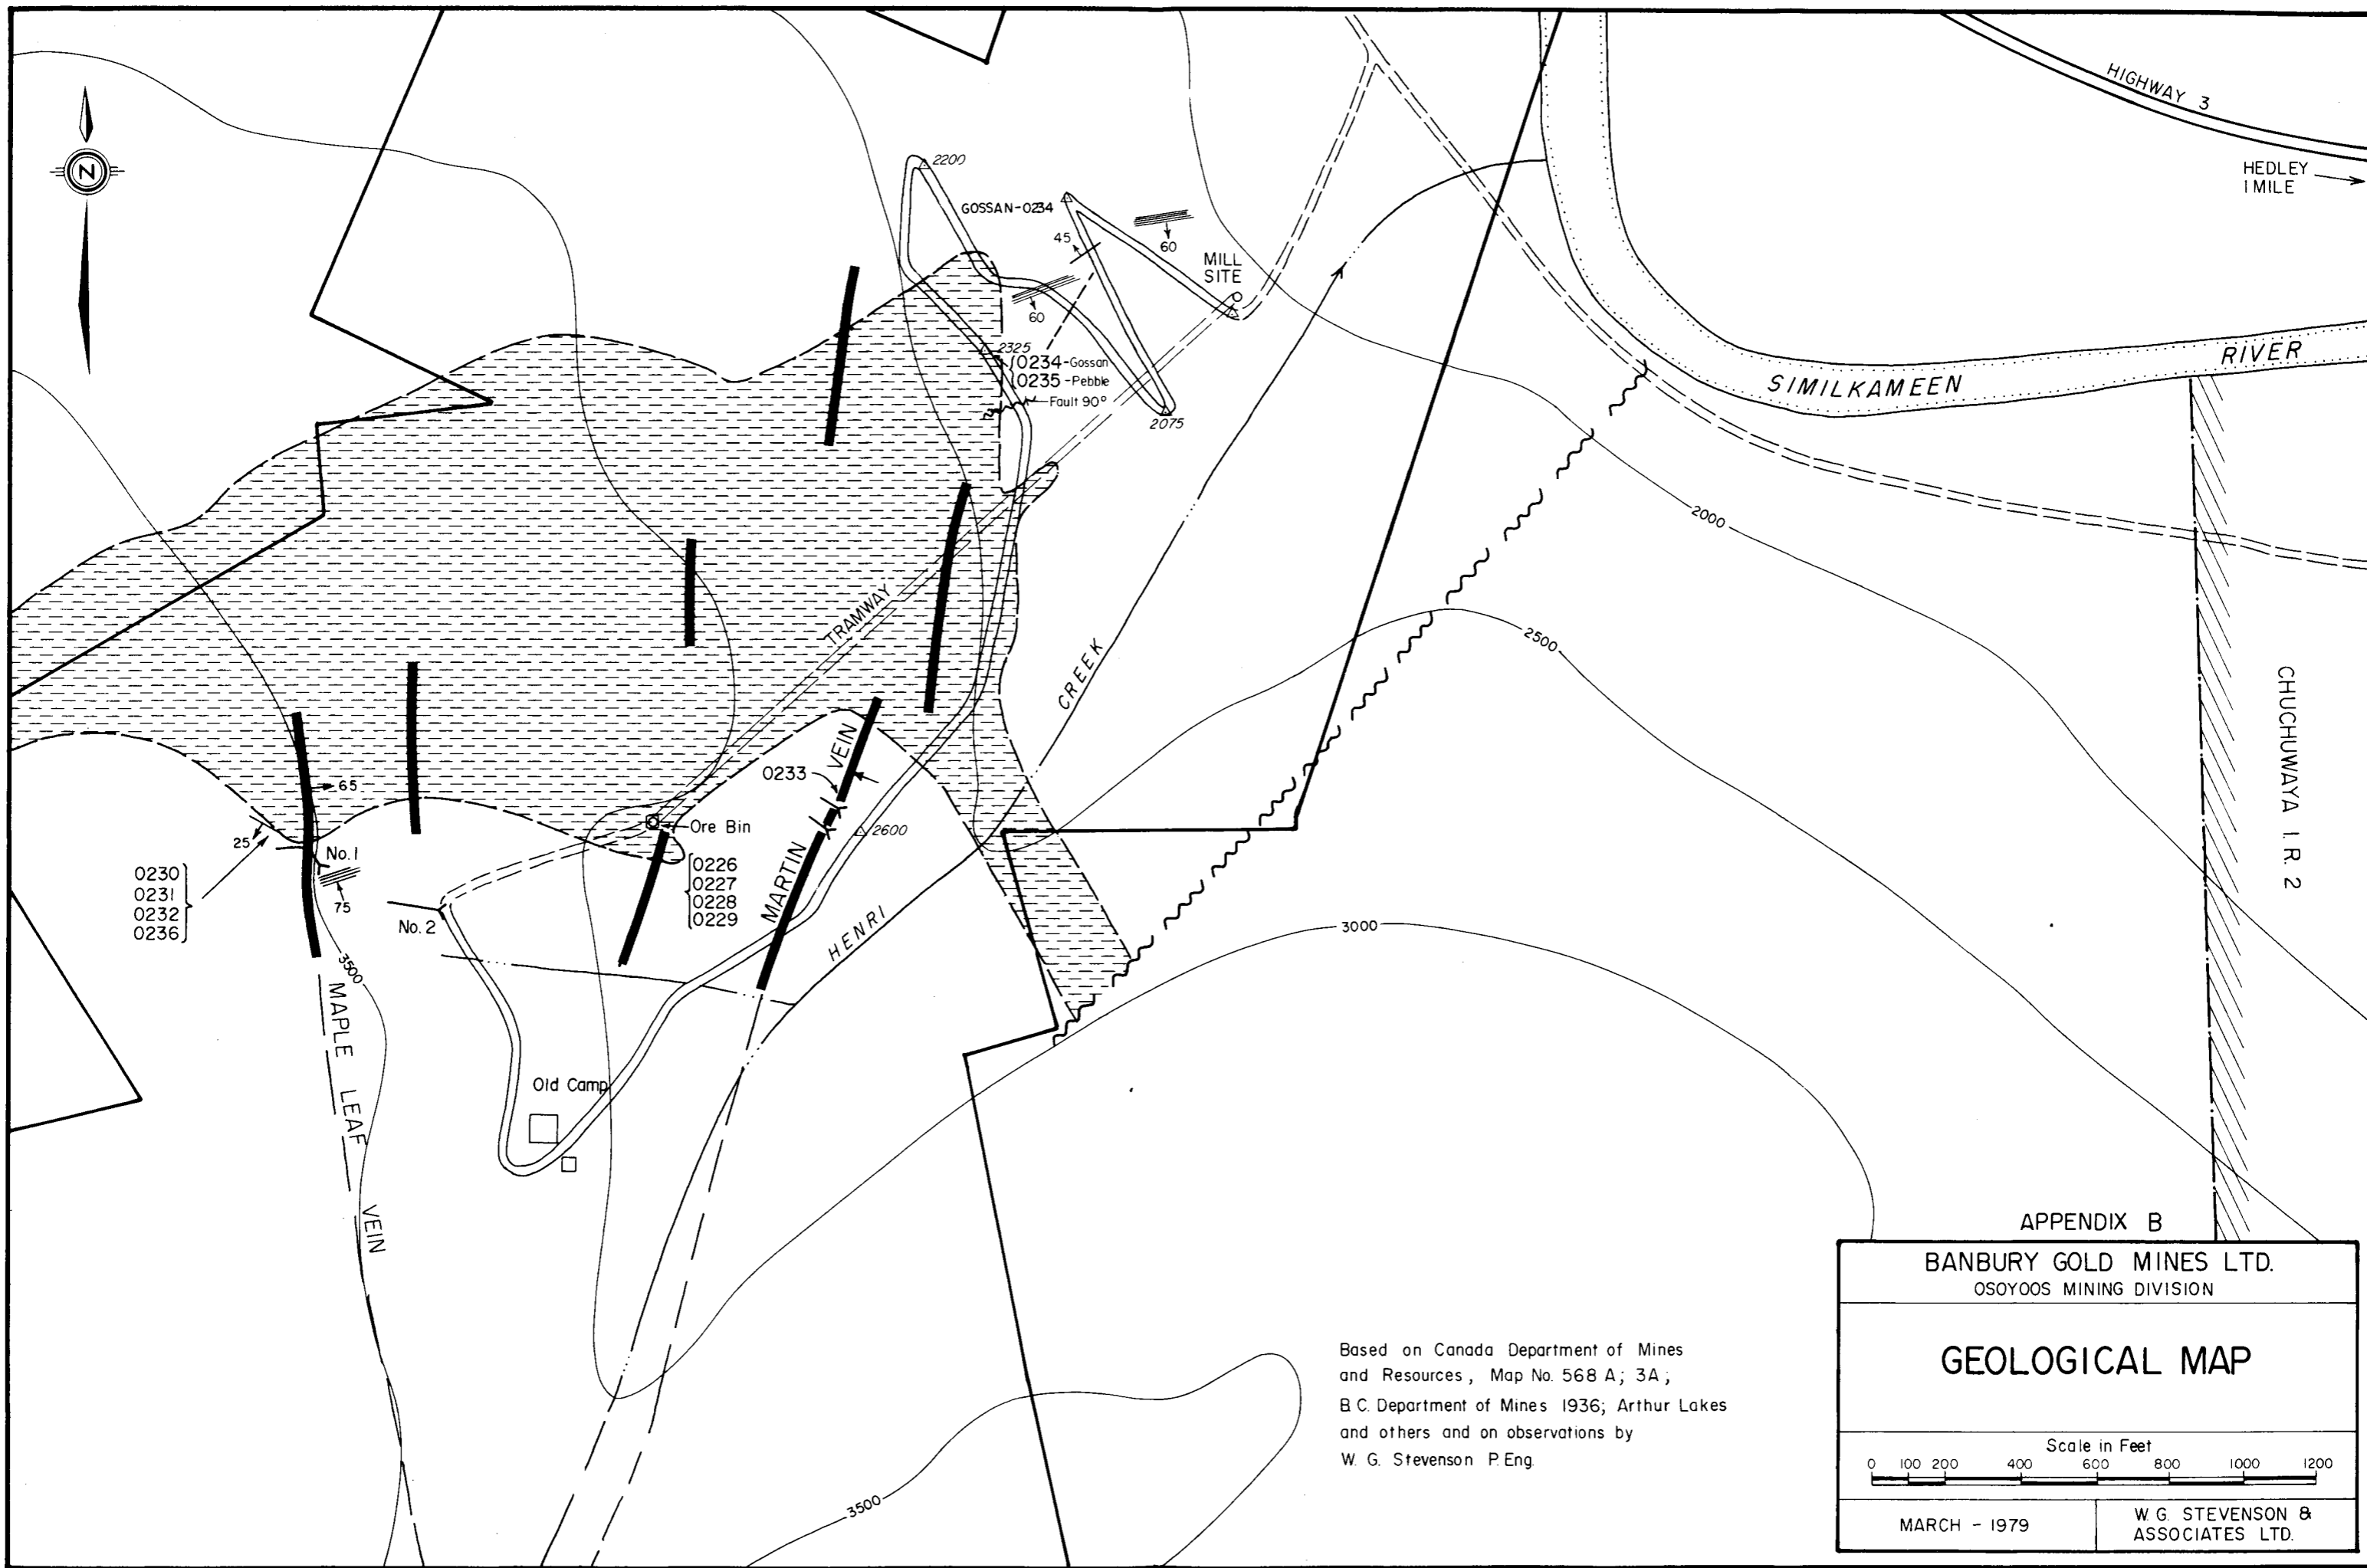 HIGHWAY 3
HEDLEY
1 MILE
N
2200
GOSSAN-0234
45
60
MILL
SITE
60
2325
0234-Gossan
0235-Pebble
Fault 90°
2075
SIMILKAMEEN RIVER
2000
2500
TRAMWAY
CREEK
HENRI
CHUCHUWAYA I. R. 2
0233
MARTIN VEIN
65
25
No. 1
75
Ore Bin
2600
0230
0231
0232
0236
0226
0227
0228
0229
No. 2
3000
3500
MAPLE LEAF VEIN
Old Camp
3500
Based on Canada Department of Mines
and Resources, Map No. 568 A; 3A;
B.C. Department of Mines 1936; Arthur Lakes
and others and on observations by
W. G. Stevenson P. Eng.
APPENDIX B
BANBURY GOLD MINES LTD.
OSOYOOS MINING DIVISION
GEOLOGICAL MAP
Scale in Feet
0 100 200 400 600 800 1000 1200
MARCH - 1979
W. G. STEVENSON &
ASSOCIATES LTD.